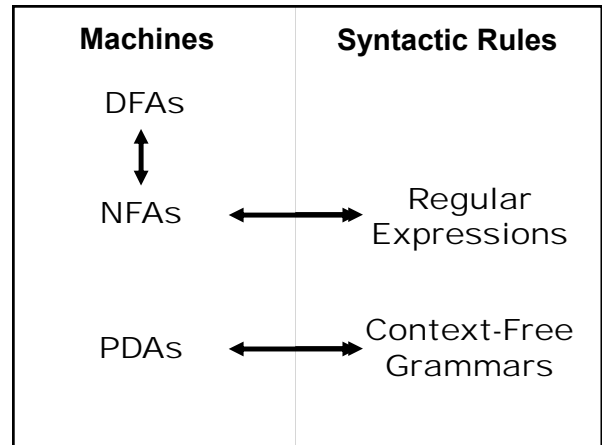 Machines
Syntactic Rules
DFAs
NFAs
Regular
Expressions
PDAs
Context-Free
Grammars